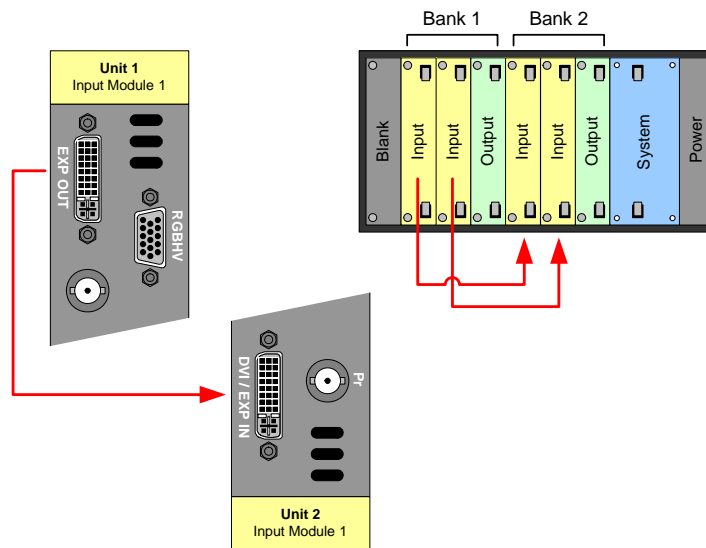 Bank 1
Bank 2
Unit 1
Input Module 1
EXP OUT
RGBHV
Blank
Input
Input
Output
Input
Input
Output
System
Power
DVI / EXP IN
Pr
Unit 2
Input Module 1